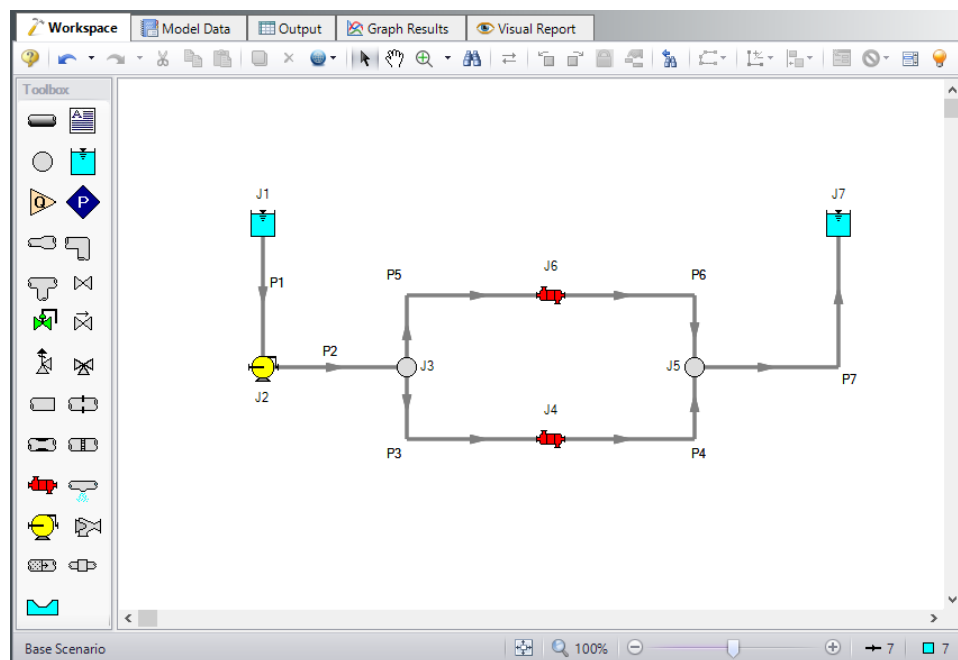 Workspace
Model Data
Output
Graph Results
Visual Report
Toolbox
Q
P
J1
J7
P1
P5
J6
P6
P2
J3
J5
J2
J4
P7
P3
P4
Base Scenario
100%
7
7